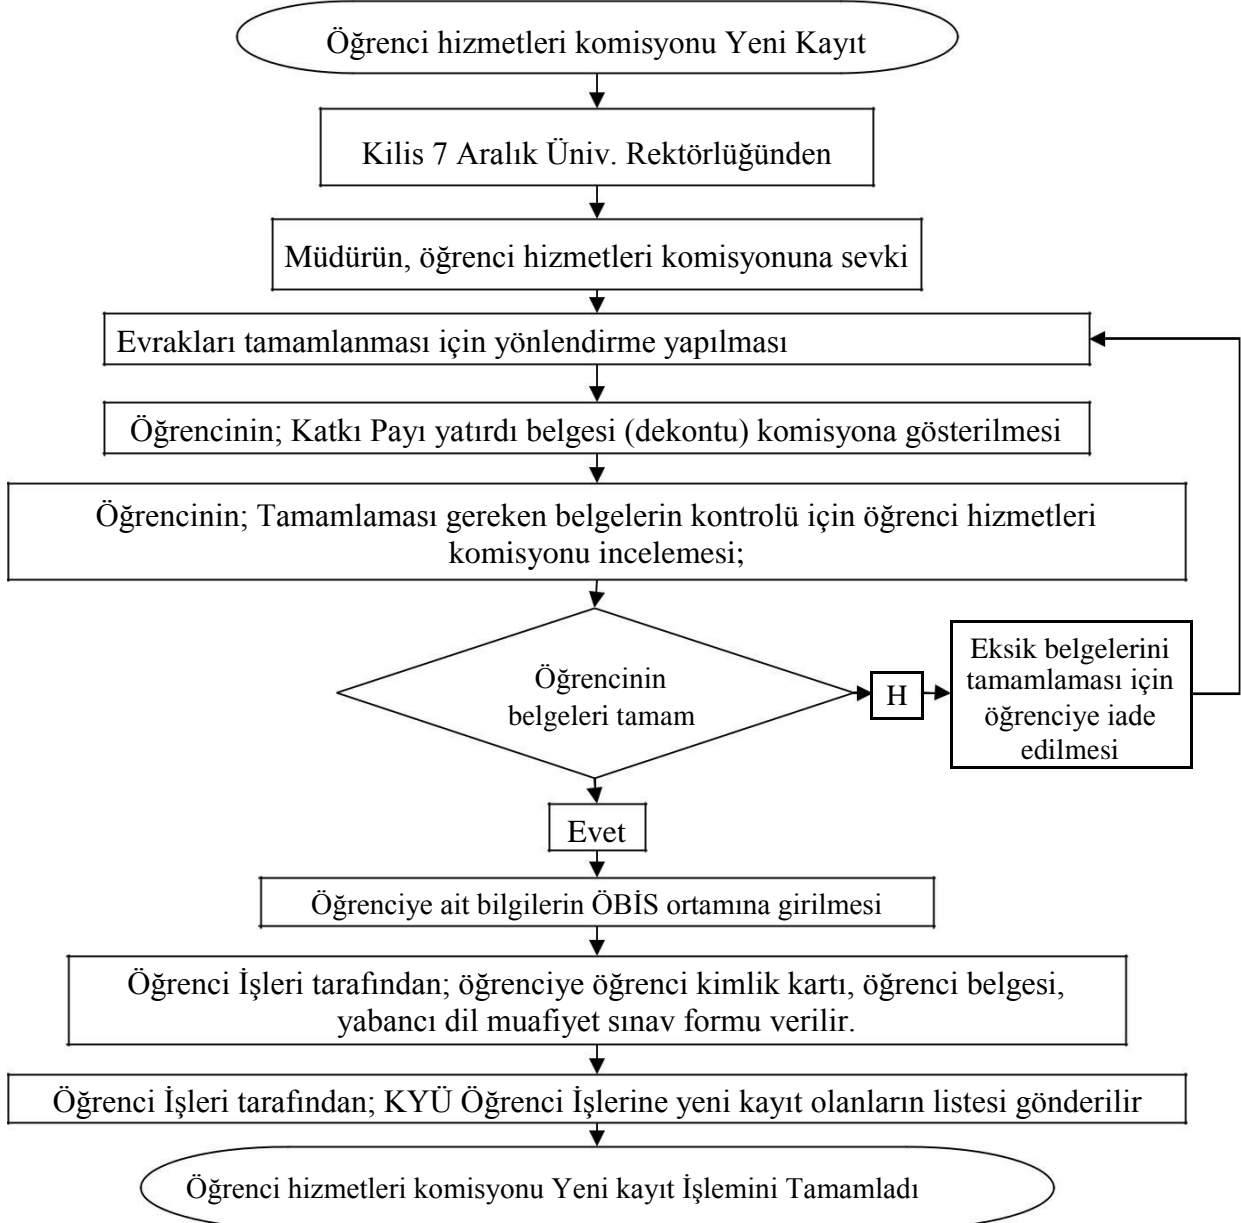 Öğrenci hizmetleri komisyonu Yeni Kayıt
Kilis 7 Aralık Üniv. Rektörlüğünden
Müdürün, öğrenci hizmetleri komisyonuna sevki
Evrakları tamamlanması için yönlendirme yapılması
Öğrencinin; Katkı Payı yatırdı belgesi (dekontu) komisyona gösterilmesi
Öğrencinin; Tamamlaması gereken belgelerin kontrolü için öğrenci hizmetleri
komisyonu incelemesi;
Öğrencinin
belgeleri tamam
H
Eksik belgelerini
tamamlaması için
öğrenciye iade
edilmesi
Evet
Öğrenciye ait bilgilerin ÖBİS ortamına girilmesi
Öğrenci İşleri tarafından; öğrenciye öğrenci kimlik kartı, öğrenci belgesi,
yabancı dil muafiyet sınav formu verilir.
Öğrenci İşleri tarafından; KYÜ Öğrenci İşlerine yeni kayıt olanların listesi gönderilir
Öğrenci hizmetleri komisyonu Yeni kayıt İşlemini Tamamladı